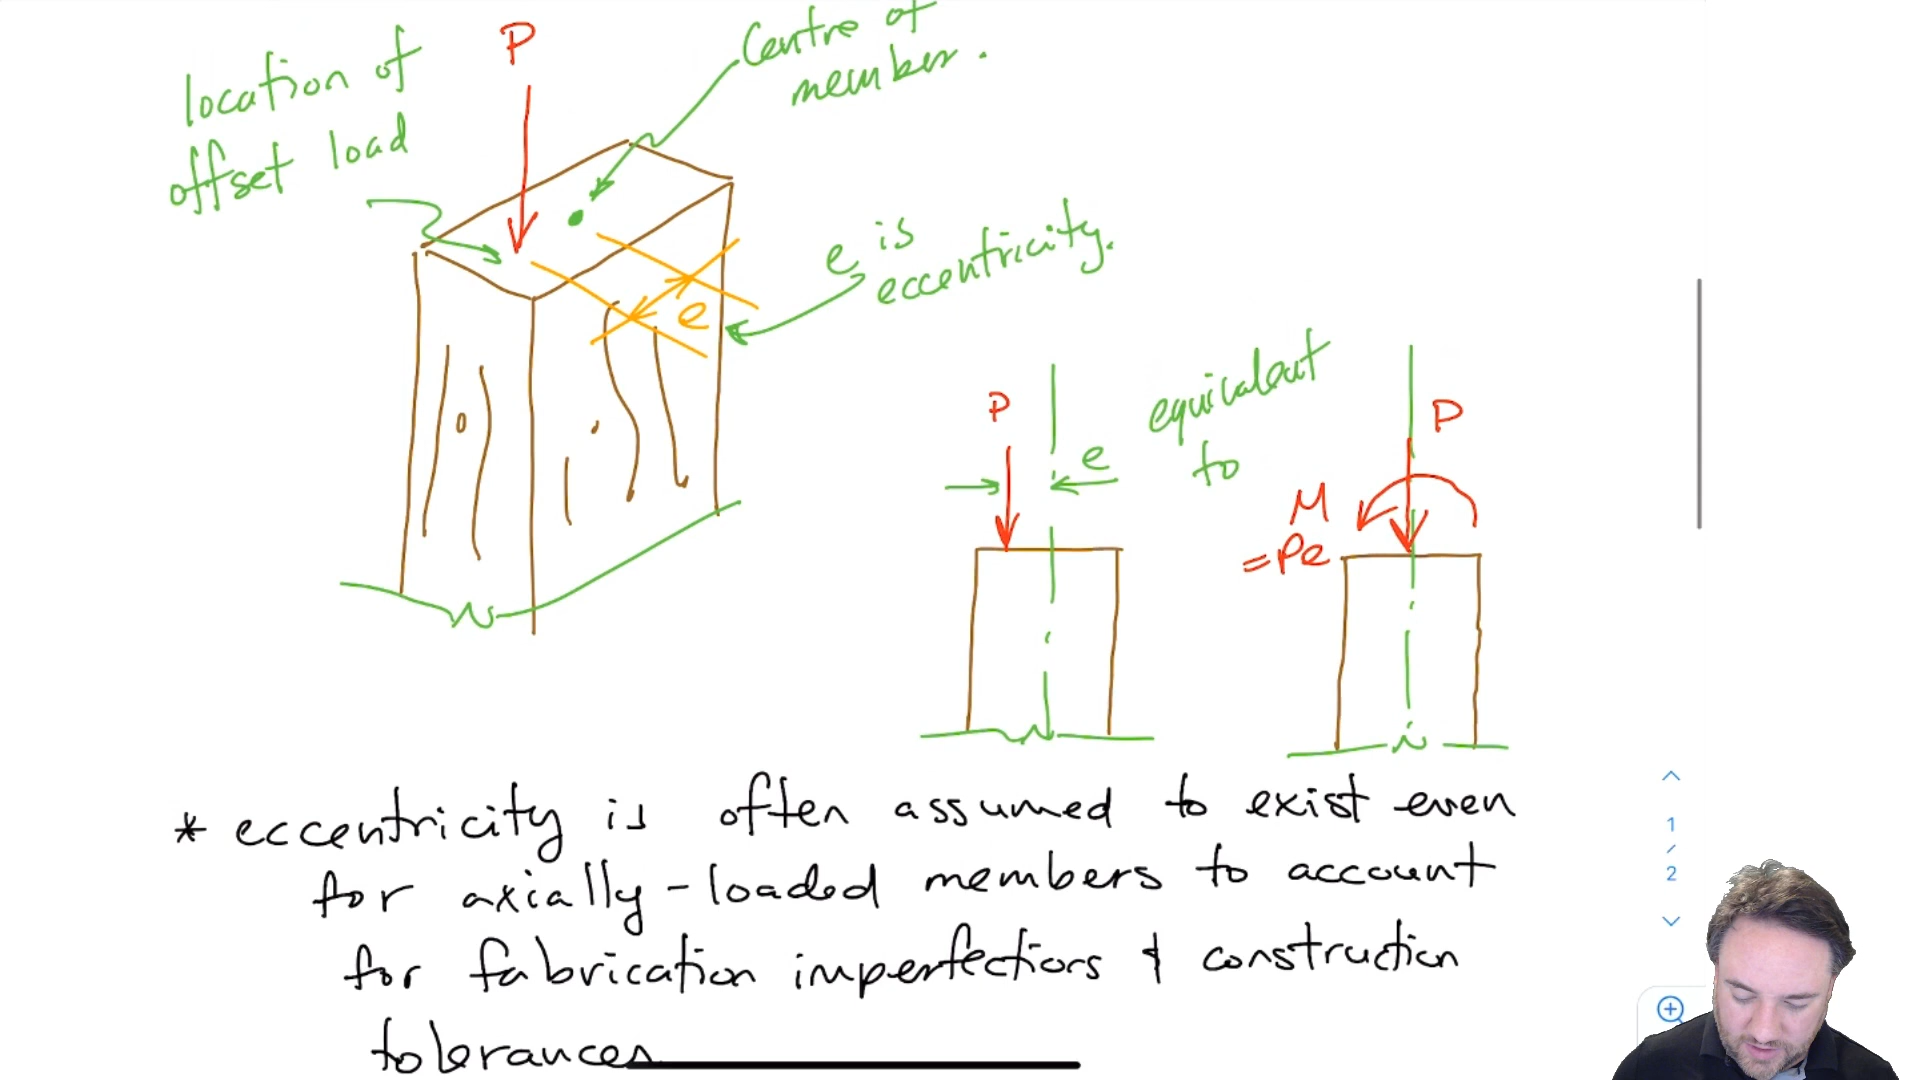 P
Centre of
member.
location of
offset load
e is
eccentricity.
e
P
e
equivalent
to
P
M
= Pe
* eccentricity is often assumed to exist even
for axially-loaded members to account
for fabrication imperfections & construction
tolerances
1
/
2